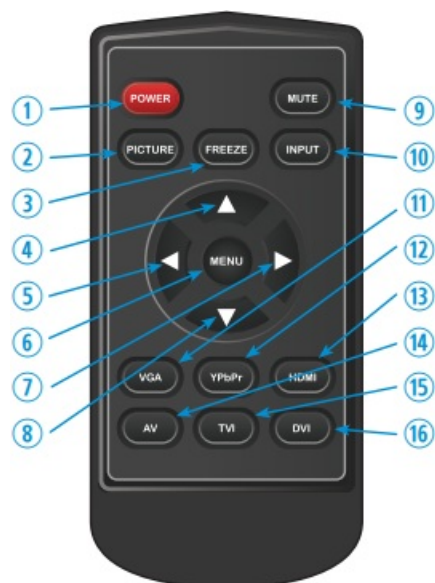 ① POWER MUTE ⑨
② PICTURE FREEZE INPUT ⑩
③ ⑪
④ ⑫
⑤ MENU
⑥ ⑬
⑦ VGA YPbPr HDMI ⑭
⑧ AV TVI DVI ⑮
⑯